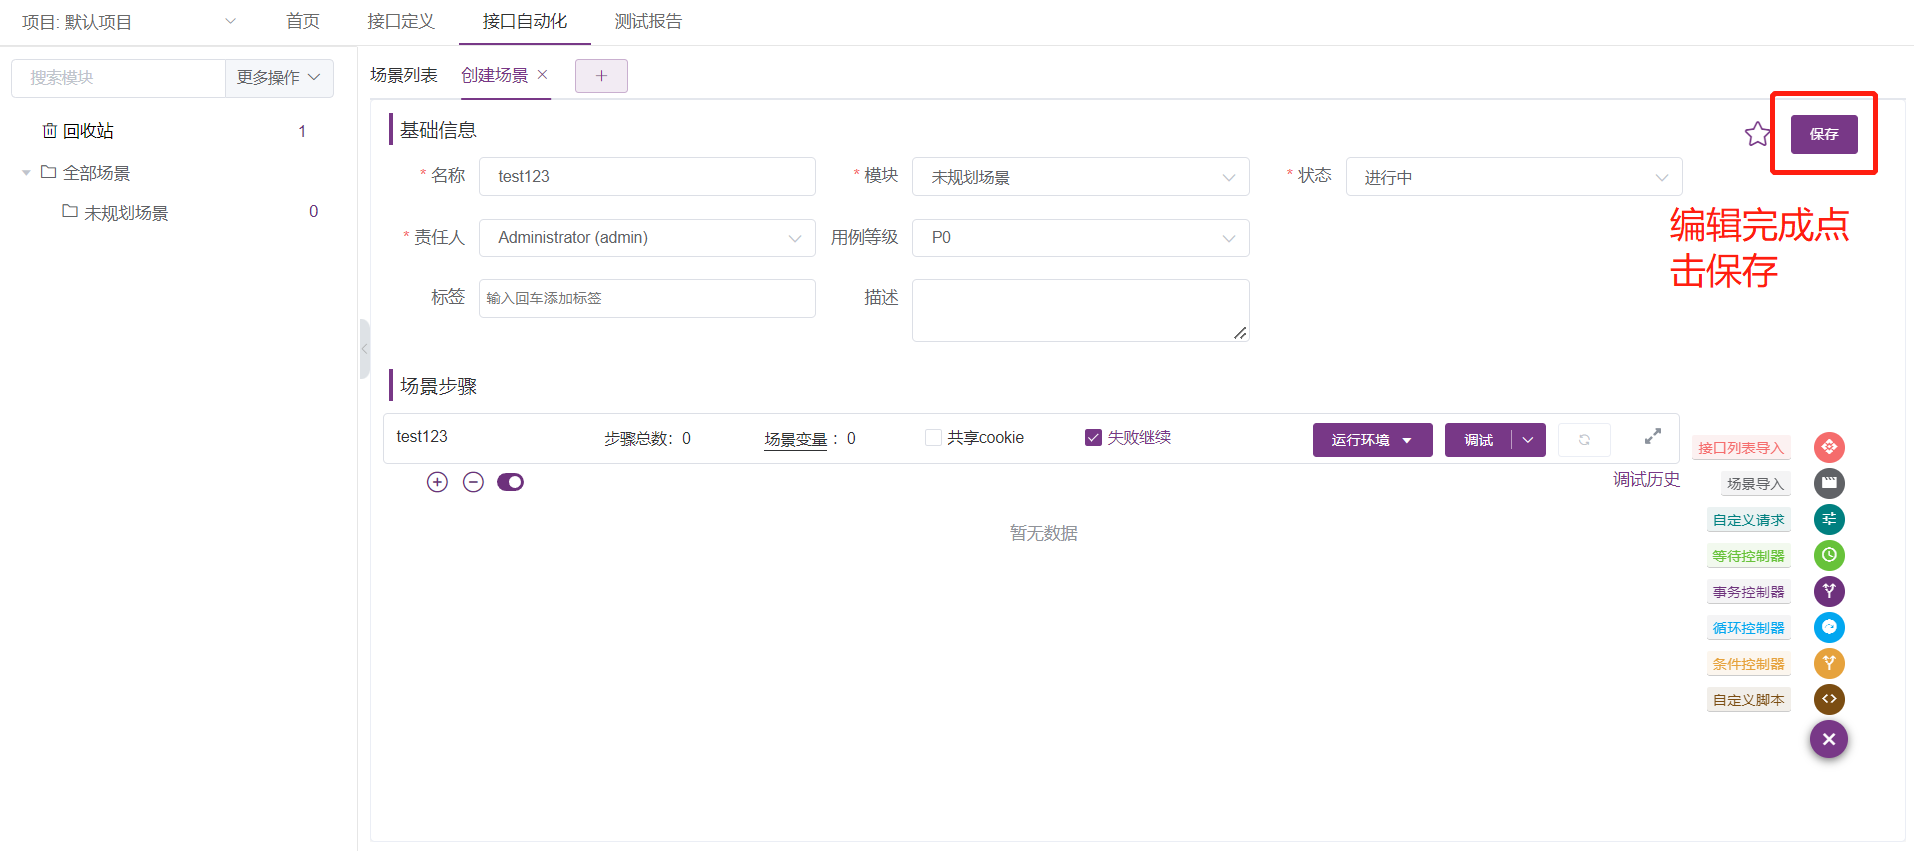 项目: 默认项目 首页 接口定义 接口自动化 测试报告
搜索模块 更多操作
回收站 1
全部场景
未规划场景 0
场景列表 创建场景
基础信息
保存
* 名称 test123 * 模块 未规划场景 * 状态 进行中
* 责任人 Administrator (admin) 用例等级 P0
标签 输入回车添加标签 描述
编辑完成点
击保存
场景步骤
test123 步骤总数: 0 场景变量 : 0 共享cookie 失败继续 运行环境 调试
调试历史
暂无数据
接口列表导入
场景导入
自定义请求
等待控制器
事务控制器
循环控制器
条件控制器
自定义脚本